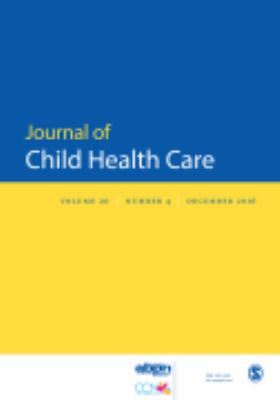 Journal of
Child Health Care
VOLUME 20 | NUMBER 4 | DECEMBER 2016